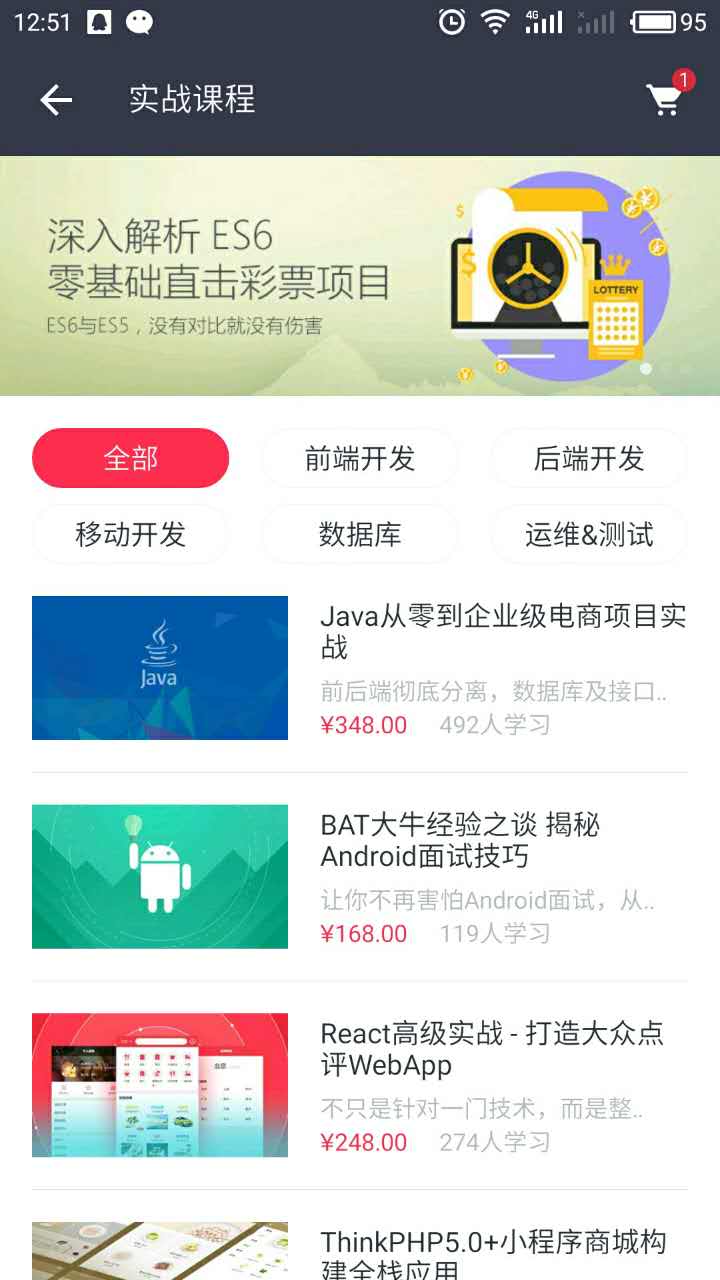 12:51
4G
95
实战课程
1
深入解析 ES6
零基础直击彩票项目
ES6与ES5，没有对比就没有伤害
LOTTERY
全部
前端开发
后端开发
移动开发
数据库
运维&测试
Java
Java从零到企业级电商项目实
战
前后端彻底分离，数据库及接口..
¥348.00
492人学习
BAT大牛经验之谈 揭秘
Android面试技巧
让你不再害怕Android面试，从..
¥168.00
119人学习
React高级实战 - 打造大众点
评WebApp
不只是针对一门技术，而是整..
¥248.00
274人学习
ThinkPHP5.0+小程序商城构
建全栈应用